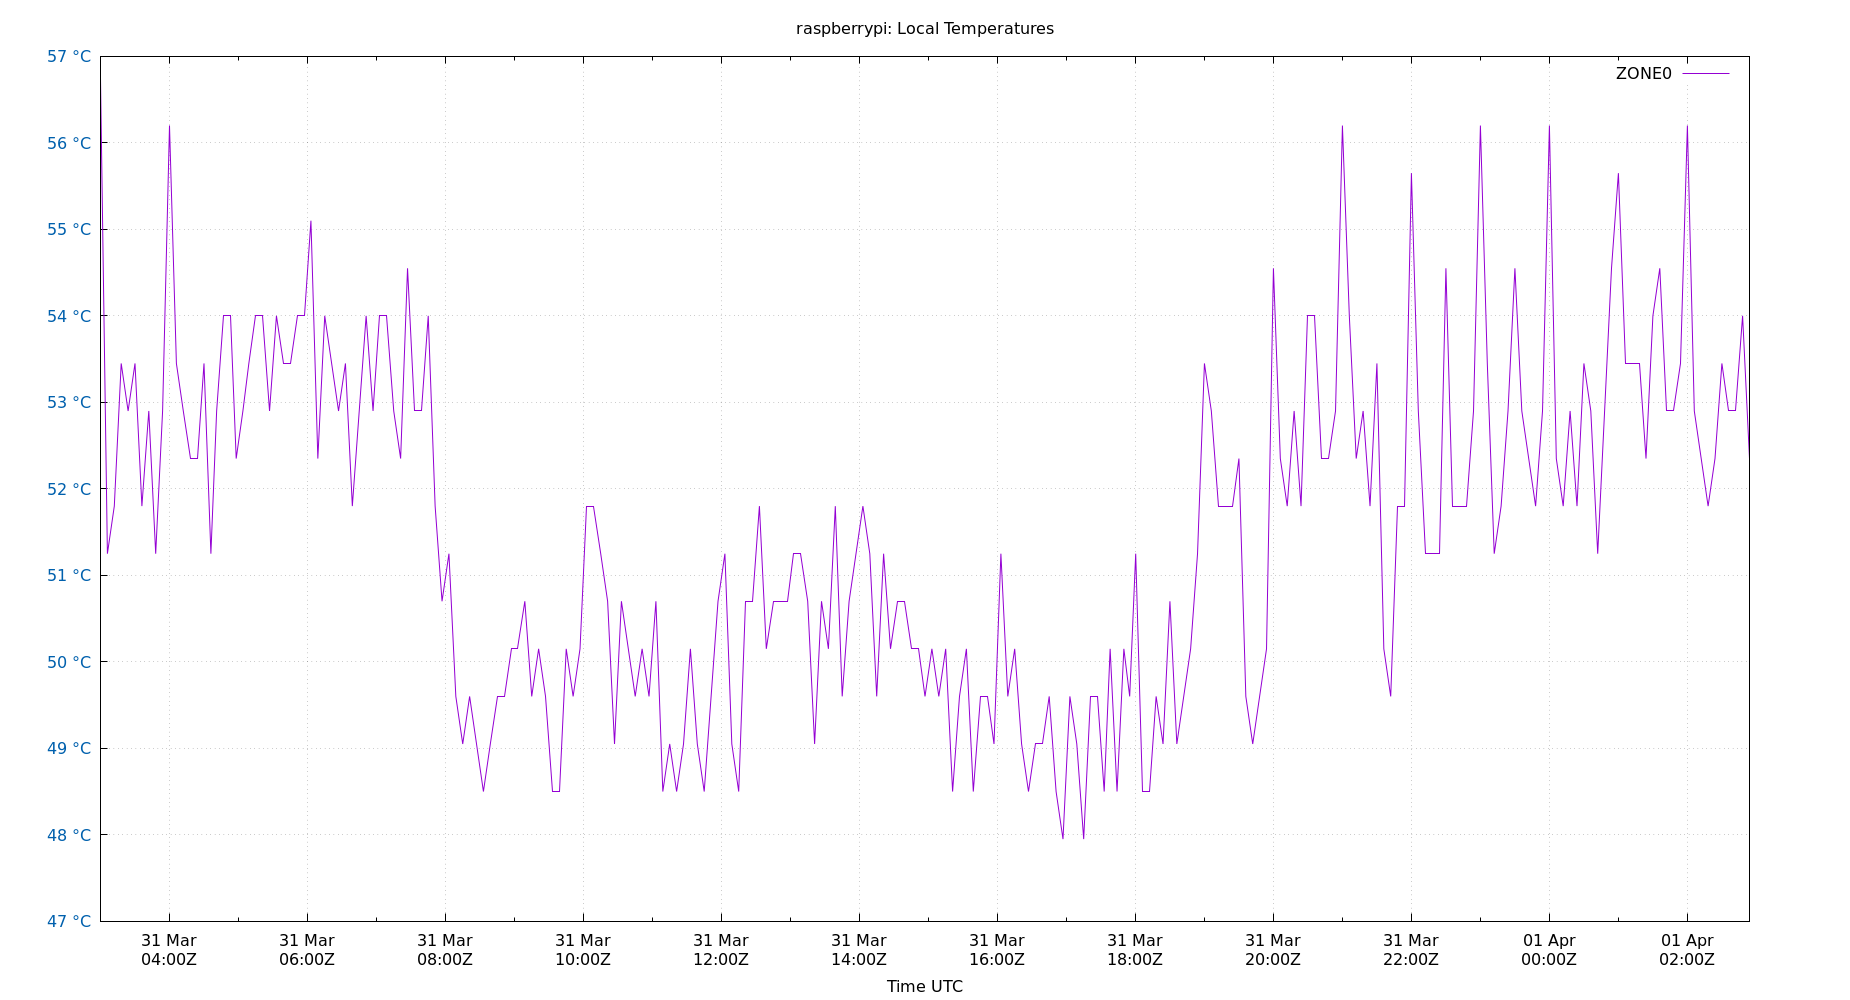 raspberrypi: Local Temperatures
ZONE0
57 °C
56 °C
55 °C
54 °C
53 °C
52 °C
51 °C
50 °C
49 °C
48 °C
47 °C
31 Mar 31 Mar 31 Mar 31 Mar 31 Mar 31 Mar 31 Mar 31 Mar 31 Mar 31 Mar 01 Apr 01 Apr
04:00Z 06:00Z 08:00Z 10:00Z 12:00Z 14:00Z 16:00Z 18:00Z 20:00Z 22:00Z 00:00Z 02:00Z
Time UTC